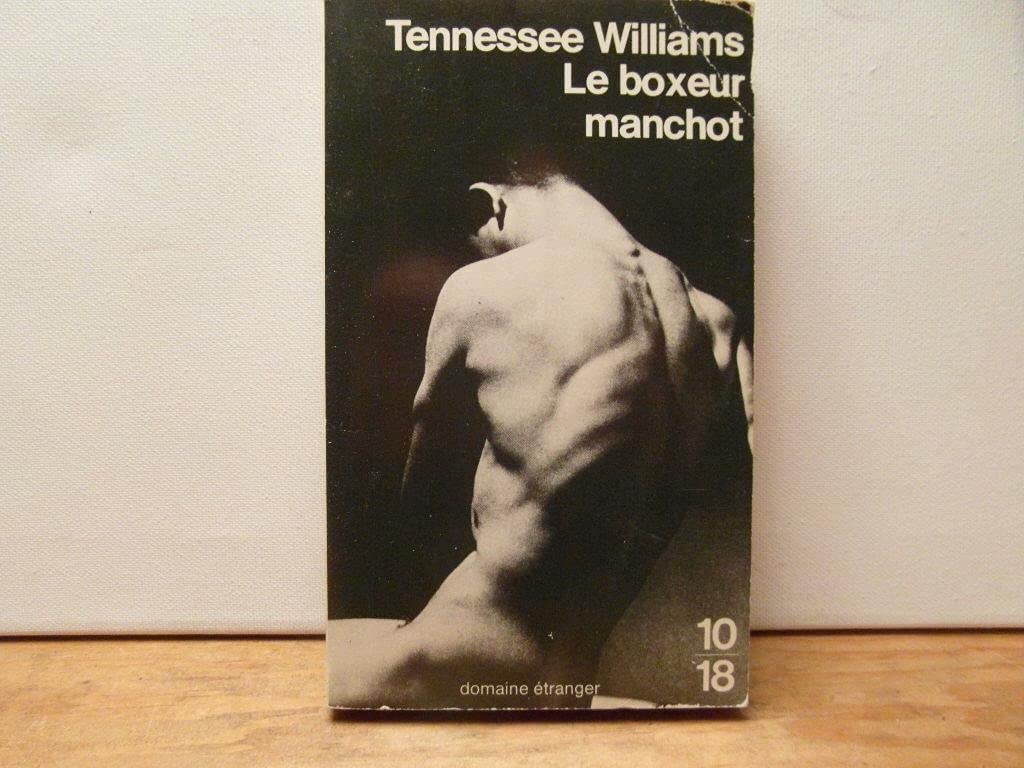 Tennessee Williams
Le boxeur
manchot
10
18
domaine étranger